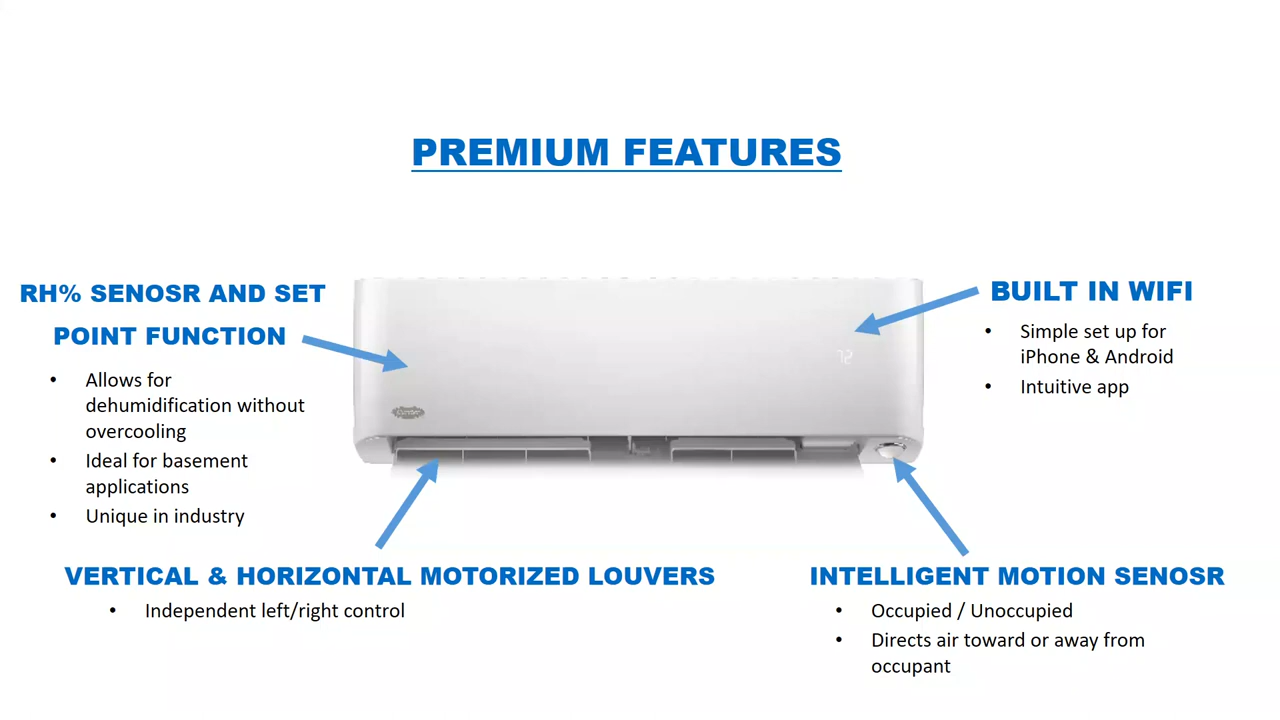 PREMIUM FEATURES
RH% SENOSR AND SET
POINT FUNCTION
• Allows for
dehumidification without
overcooling
• Ideal for basement
applications
• Unique in industry
BUILT IN WIFI
• Simple set up for
iPhone & Android
• Intuitive app
72
VERTICAL & HORIZONTAL MOTORIZED LOUVERS
• Independent left/right control
INTELLIGENT MOTION SENOSR
• Occupied / Unoccupied
• Directs air toward or away from
occupant